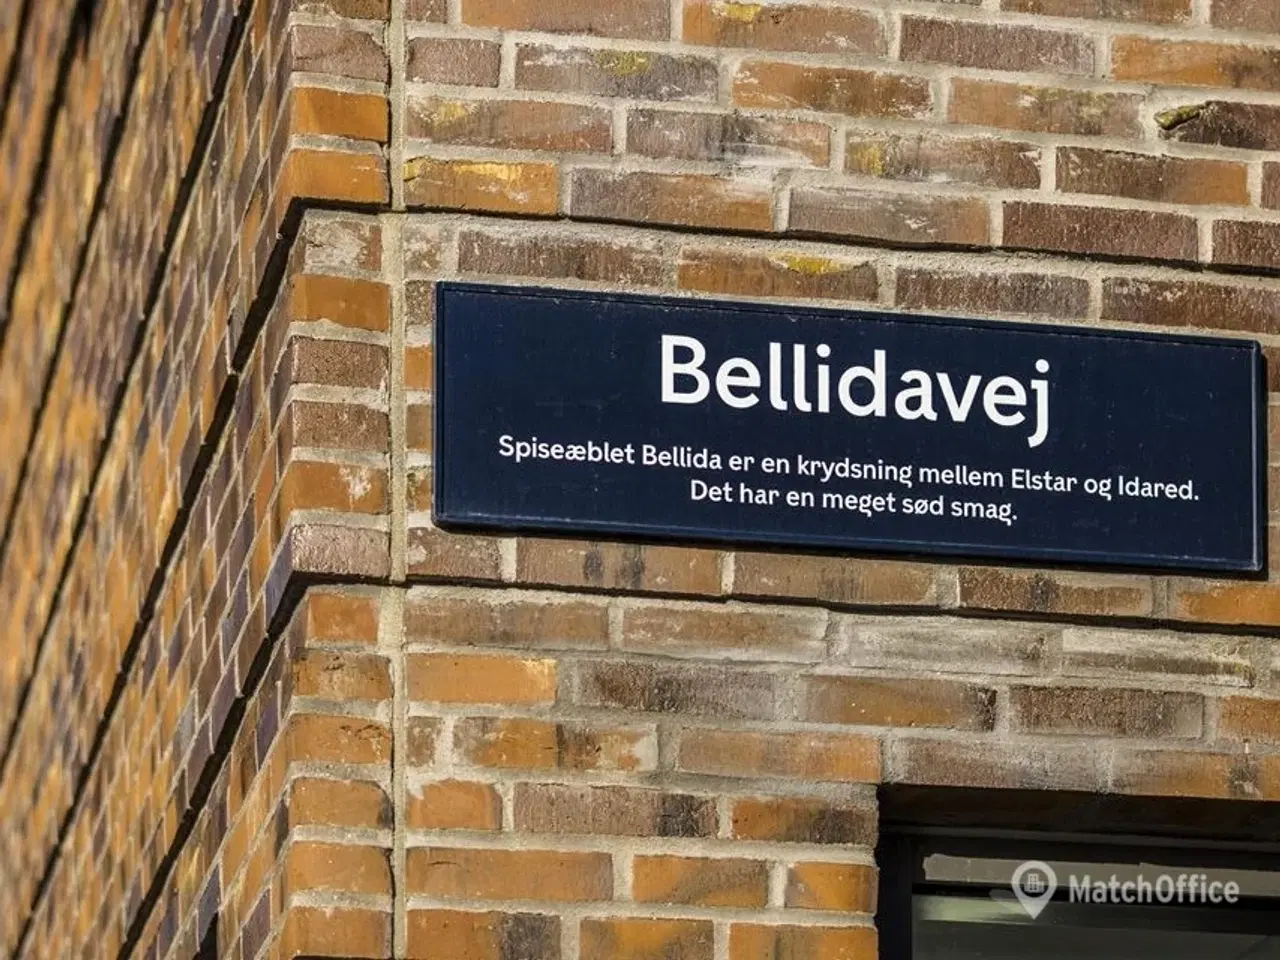 Bellidavej
Spiseæblet Bellida er en krydsning mellem Elstar og Idared.
Det har en meget sød smag.
MatchOffice